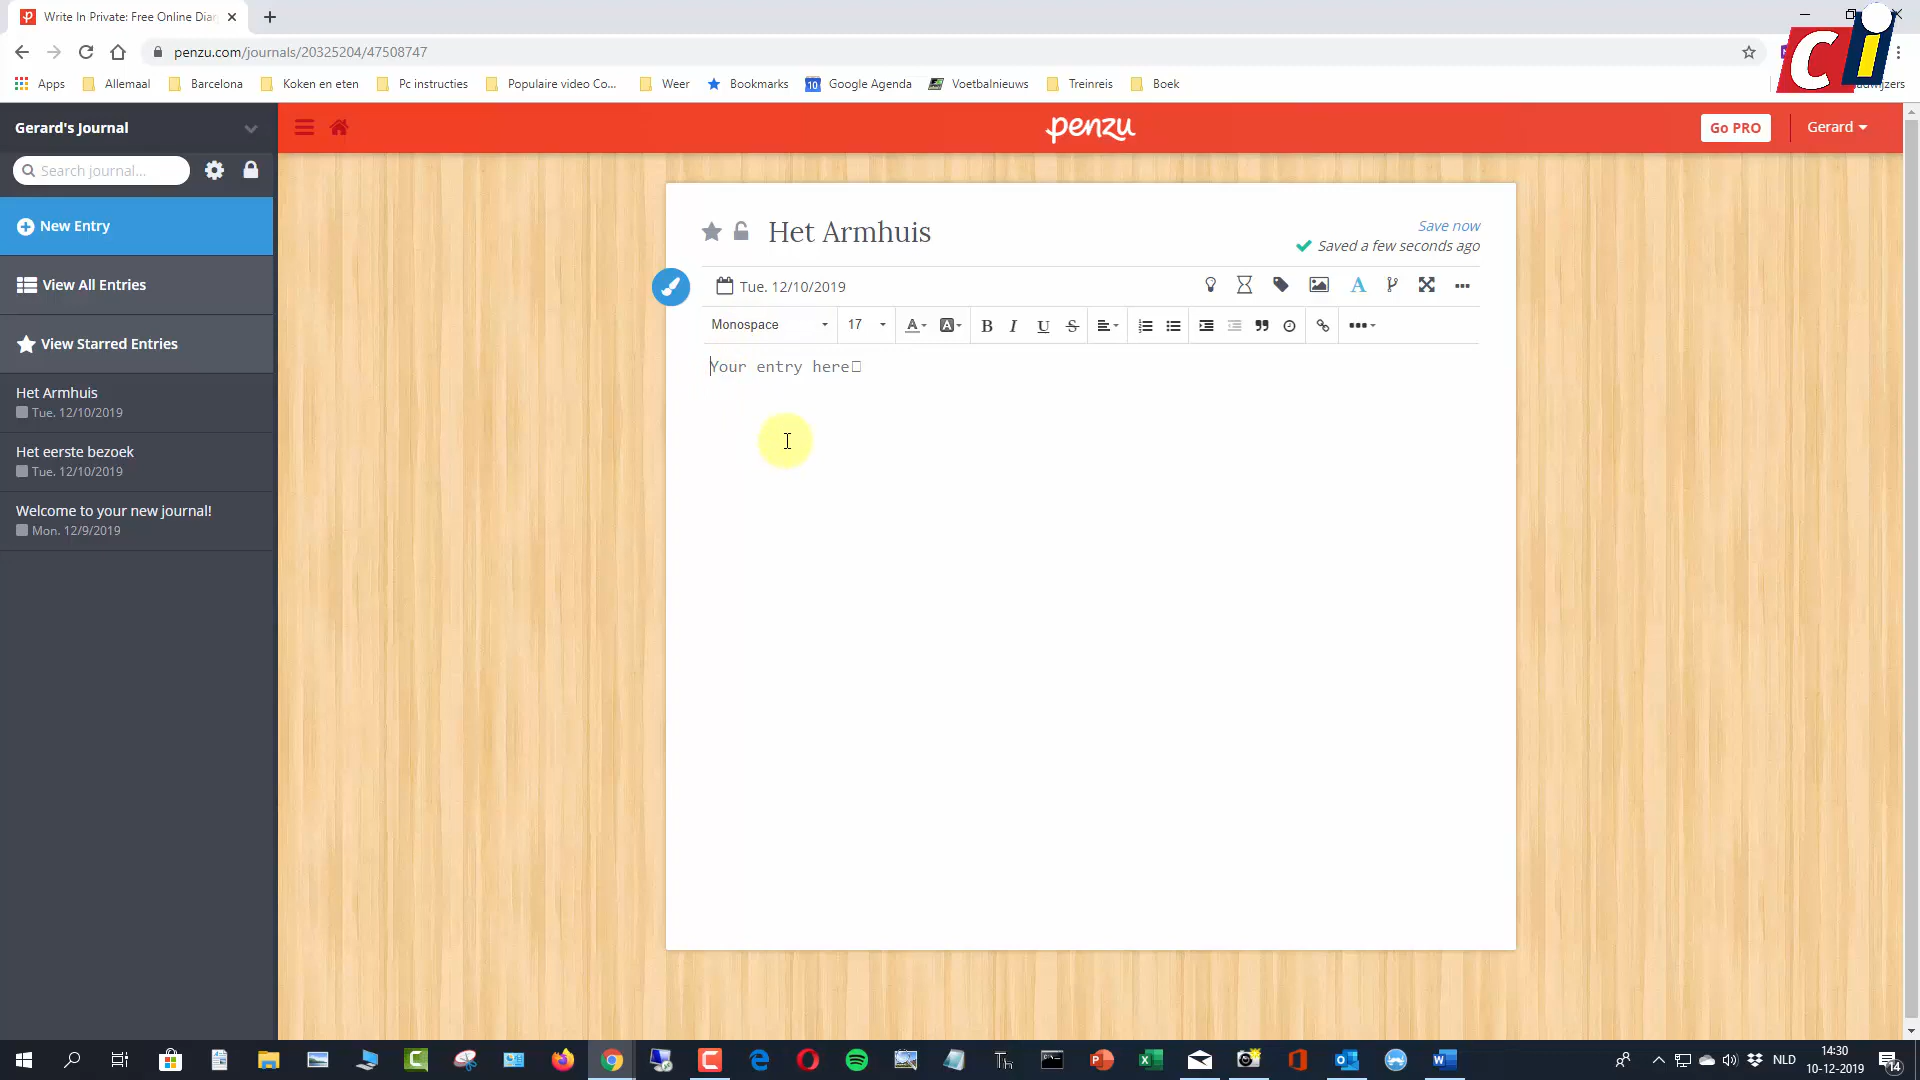 Write In Private: Free Online Dia
penzu.com/journals/20325204/47508747
Apps Allemaal Barcelona Koken en eten Pc instructies Populaire video Co... Weer Bookmarks 10 Google Agenda Voetbalnieuws Treinreis Boek
Ci
Gerard's Journal
penzu
Go PRO
Gerard
Search journal...
New Entry
View All Entries
View Starred Entries
Het Armhuis
Tue. 12/10/2019
Het eerste bezoek
Tue. 12/10/2019
Welcome to your new journal!
Mon. 12/9/2019
Het Armhuis
Save now
Saved a few seconds ago
Tue. 12/10/2019
Monospace 17 A A B I U S
Your entry here
NLD
14:30
10-12-2019
14